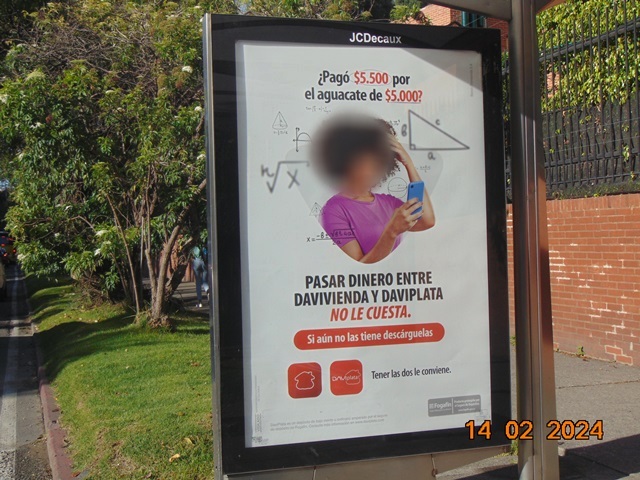 JCDecaux
¿Pagó $5.500 por
el aguacate de $5.000?
PASAR DINERO ENTRE
DAVIVIENDA Y DAVIPLATA
NO LE CUESTA.
Si aún no las tiene descárguelas
Tener las dos le conviene.
14 02 2024